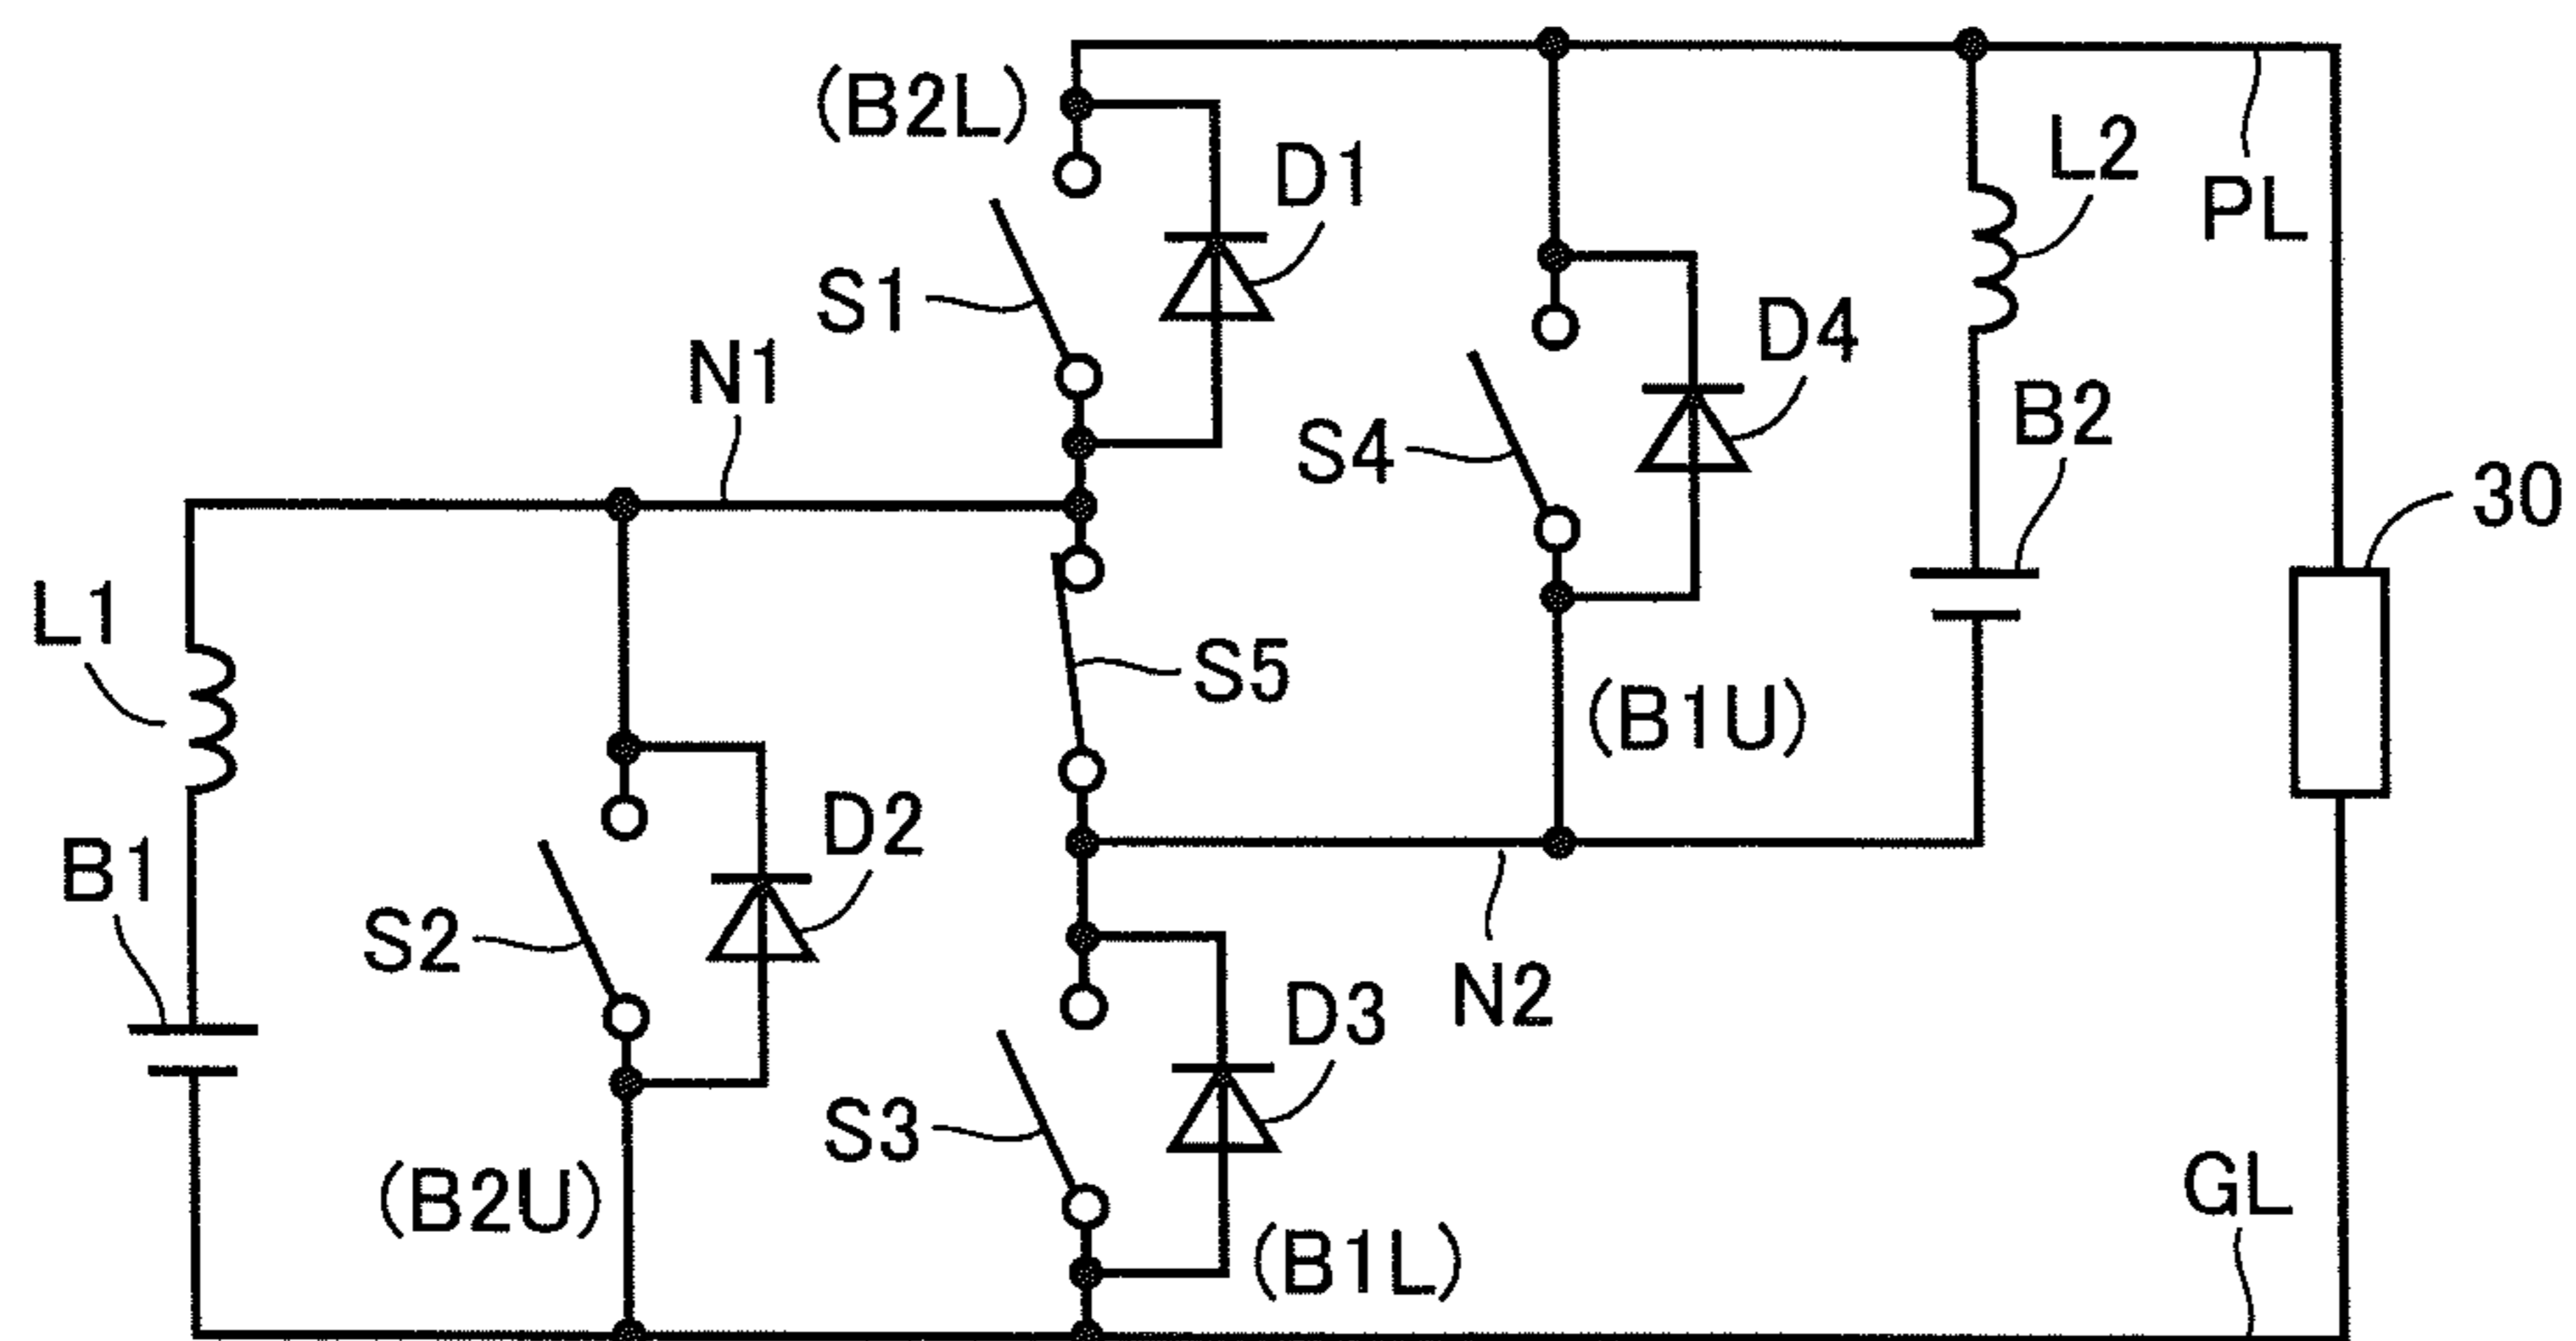 (B2L)
D1
L2
PL
S1
N1
D4
S4
B2
30
L1
S5
(B1U)
B1
D2
S2
N2
D3
S3
(B2U)
(B1L)
GL